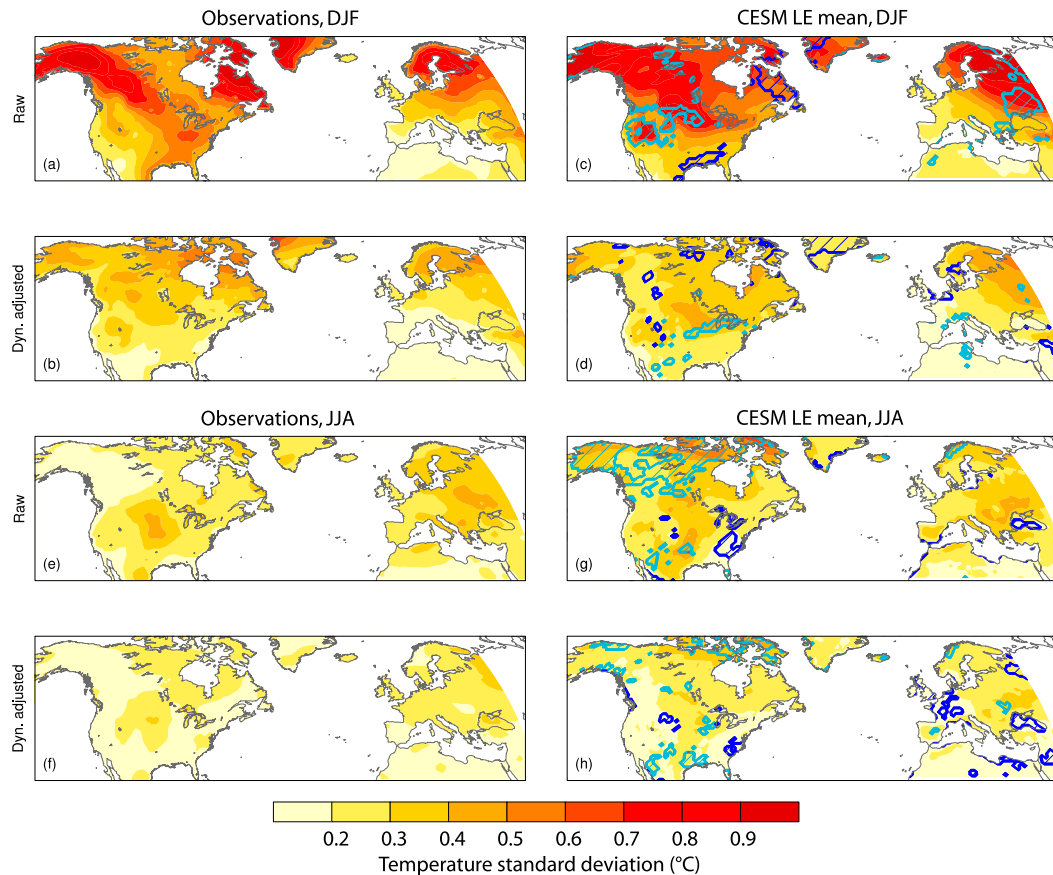 Observations, DJF
CESM LE mean, DJF
Raw
(a)
(c)
Dyn. adjusted
(b)
(d)
Observations, JJA
CESM LE mean, JJA
Raw
(e)
(g)
Dyn. adjusted
(f)
(h)
0.2 0.3 0.4 0.5 0.6 0.7 0.8 0.9
Temperature standard deviation (°C)